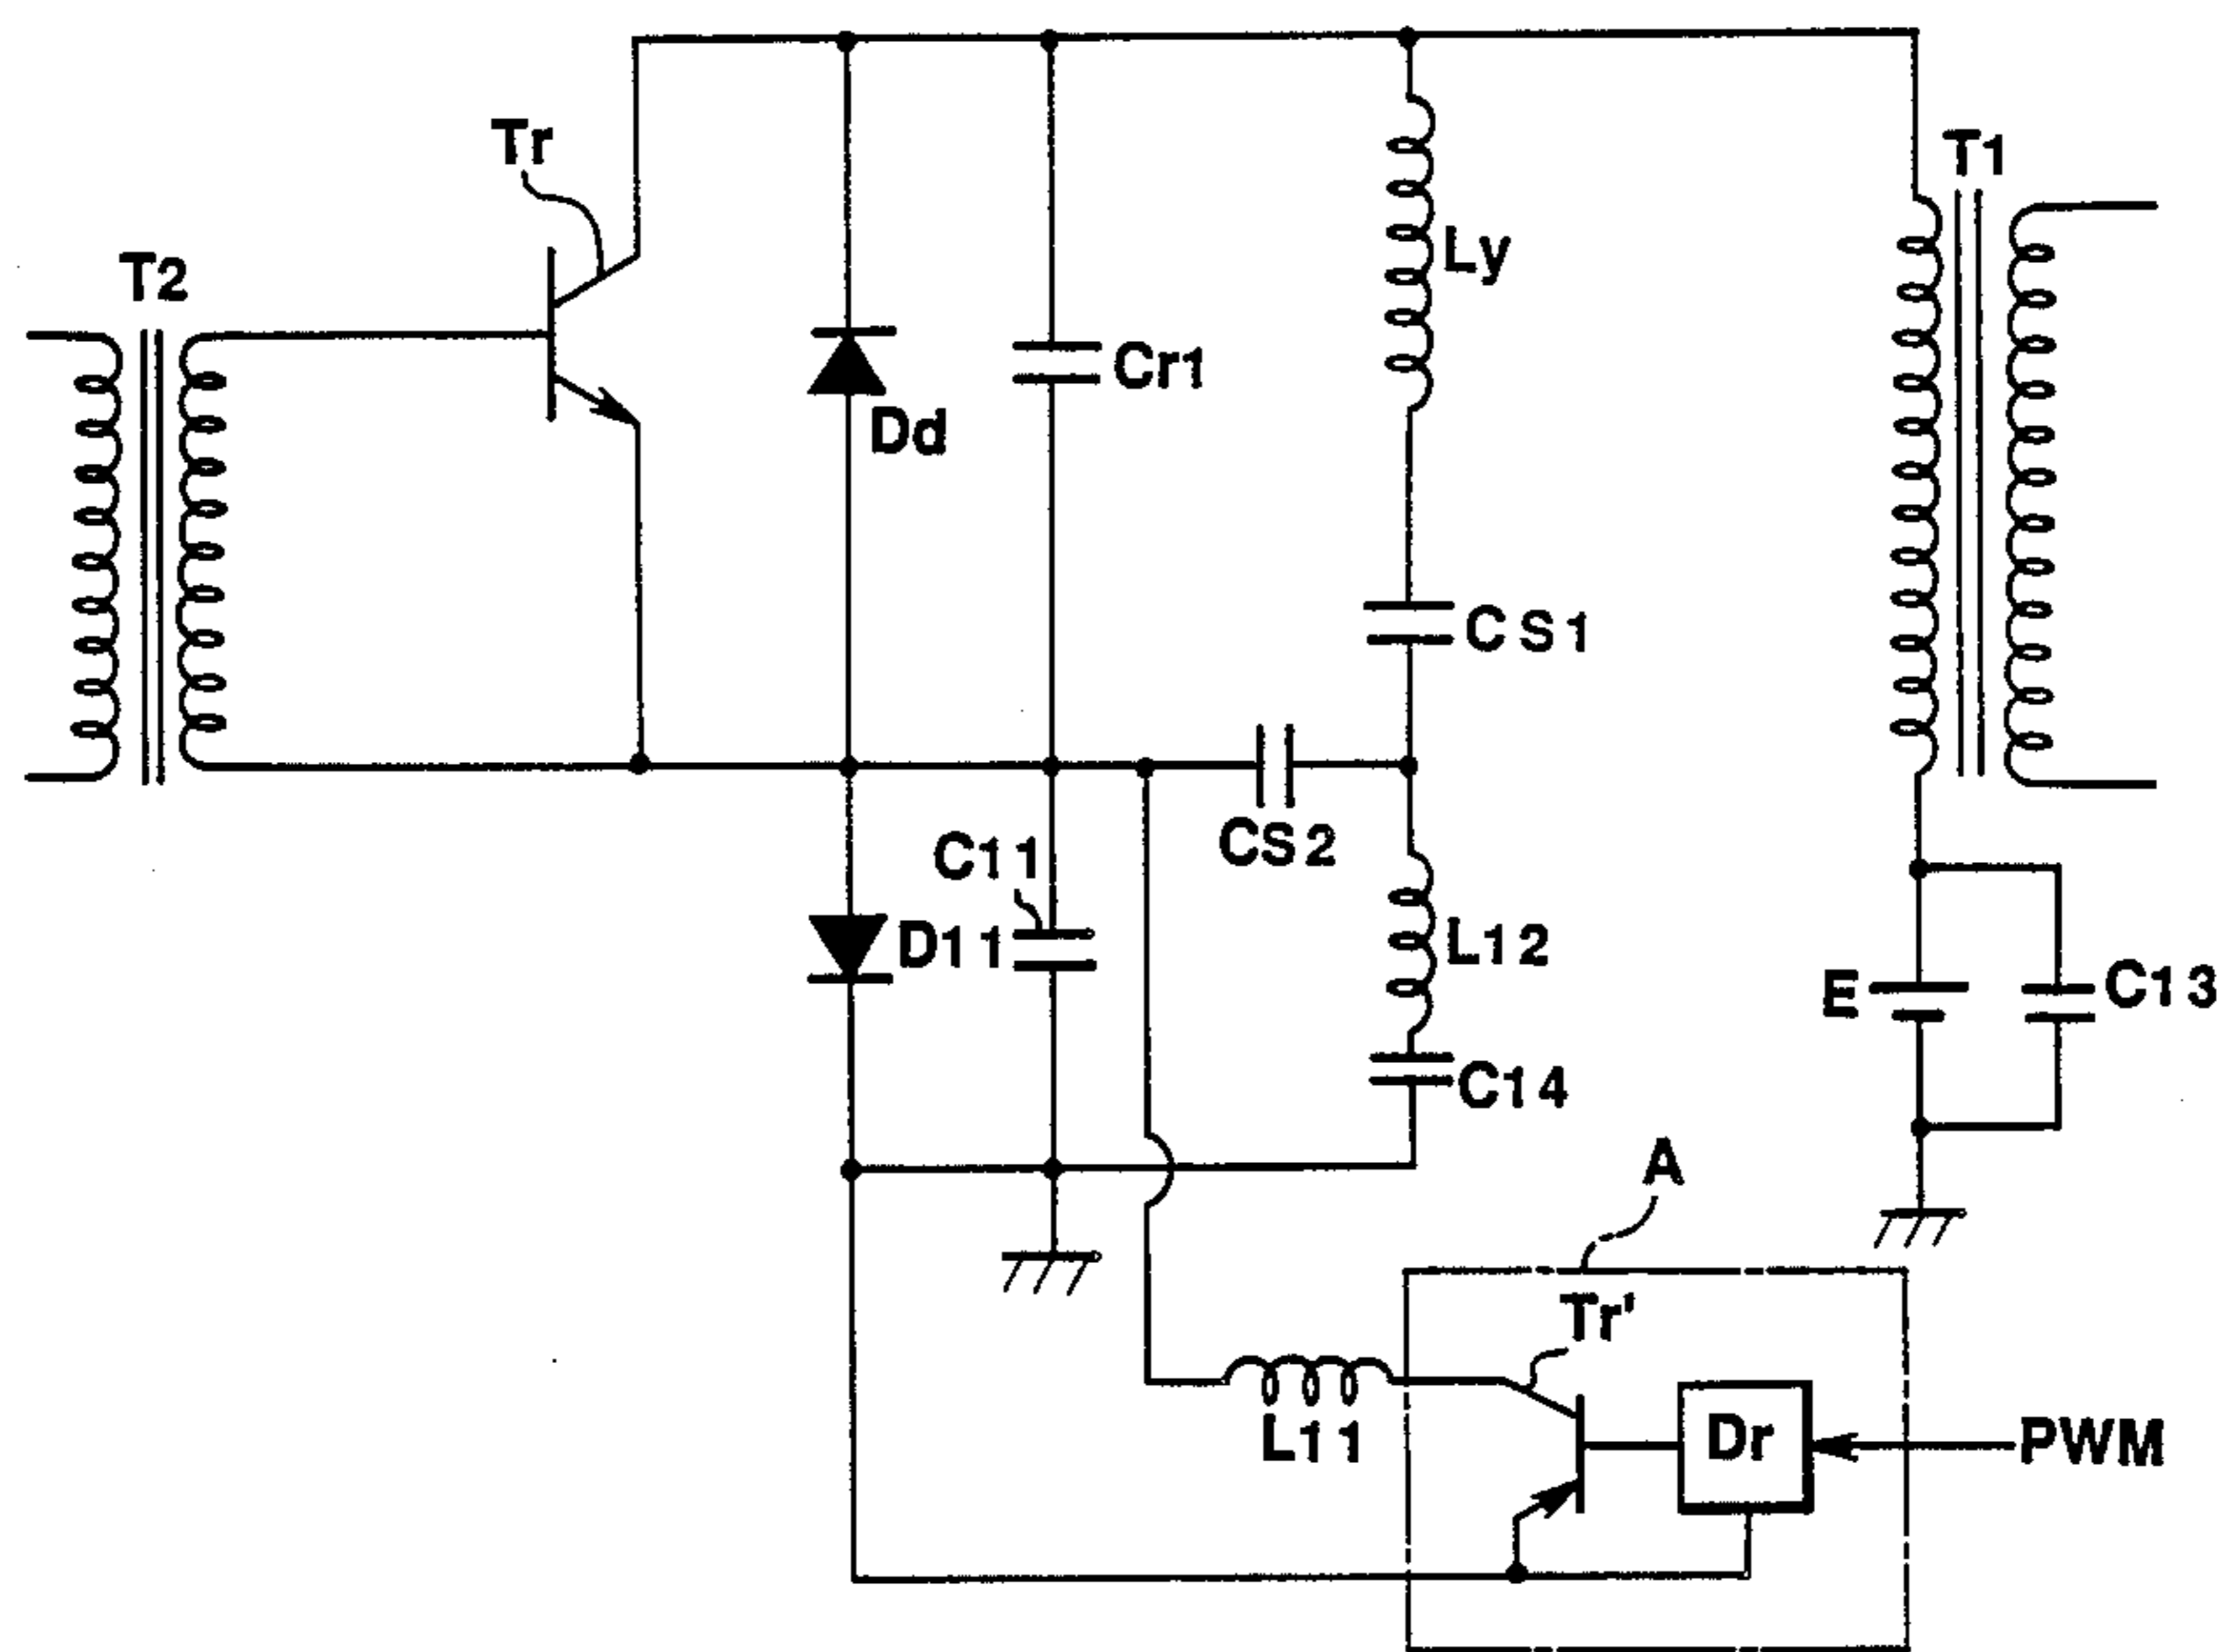 Tr
T1
T2
Ly
Cr1
Dd
CS1
CS2
C11
D11
L12
E
C13
C14
A
Tr'
L11
Dr
PWM